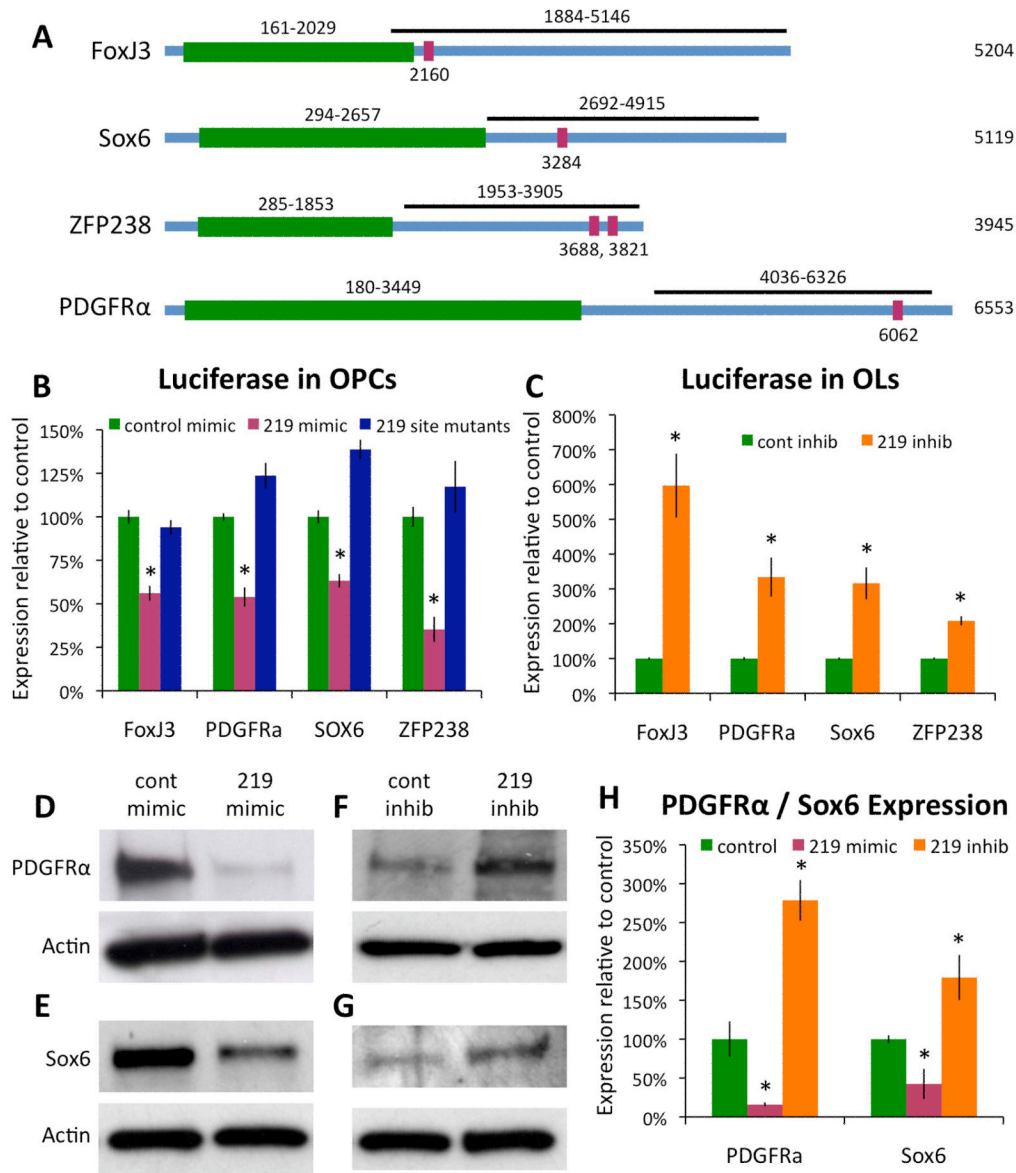 A
FoxJ3
161-2029
1884-5146
2160
5204
Sox6
294-2657
2692-4915
3284
5119
ZFP238
285-1853
1953-3905
3688, 3821
3945
PDGFRα
180-3449
4036-6326
6062
6553
B
Luciferase in OPCs
control mimic
219 mimic
219 site mutants
Expression relative to control
150%
125%
100%
75%
50%
25%
0%
*
*
*
*
FoxJ3
PDGFRa
SOX6
ZFP238
C
Luciferase in OLs
cont inhib
219 inhib
Expression relative to control
800%
700%
600%
500%
400%
300%
200%
100%
0%
*
*
*
*
FoxJ3
PDGFRa
Sox6
ZFP238
D
cont
mimic
219
mimic
PDGFRα
Actin
F
cont
inhib
219
inhib
E
Sox6
Actin
G
H
PDGFRα / Sox6 Expression
control
219 mimic
219 inhib
Expression relative to control
350%
300%
250%
200%
150%
100%
50%
0%
*
*
*
*
PDGFRa
Sox6